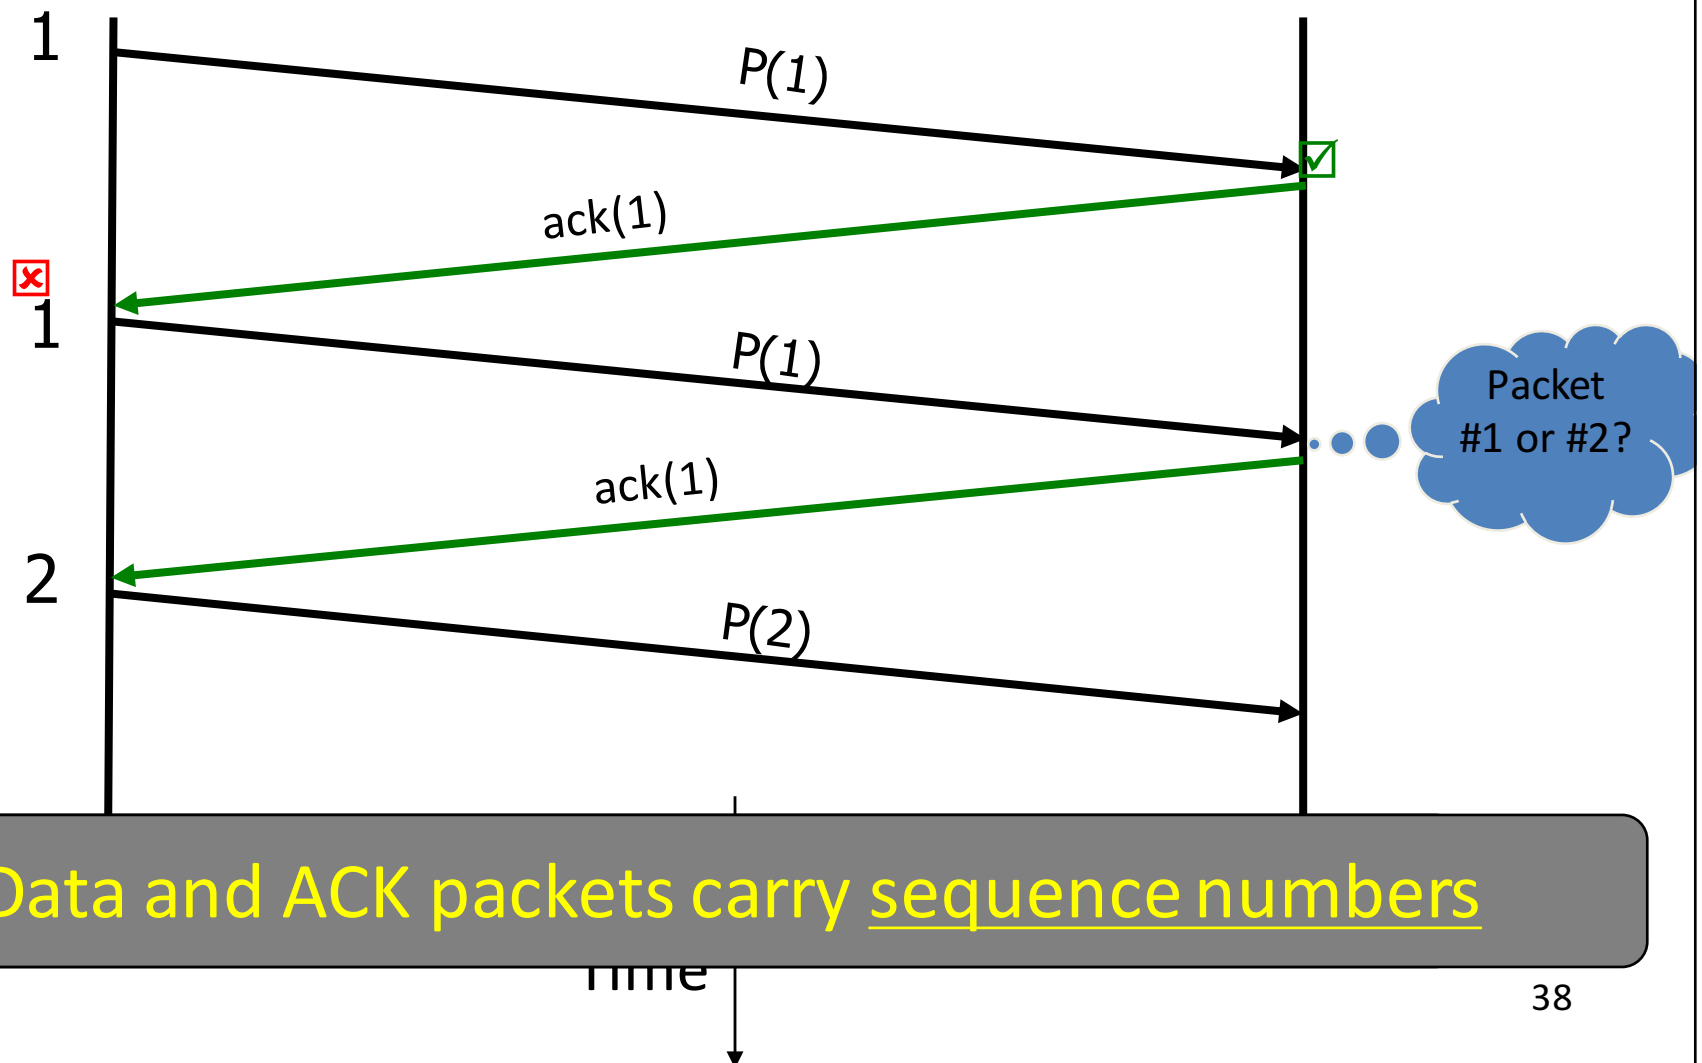 1
P(1)
ack(1)
1
P(1)
Packet
#1 or #2?
ack(1)
2
P(2)
Data and ACK packets carry sequence numbers
Time
38